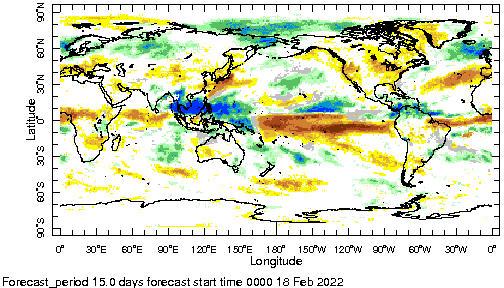 90°N
60°N
30°N
0°
30°S
60°S
90°S
Latitude
0° 30°E 60°E 90°E 120°E 150°E 180° 150°W 120°W 90°W 60°W 30°W 0°
Longitude
Forecast_period 15.0 days forecast start time 0000 18 Feb 2022